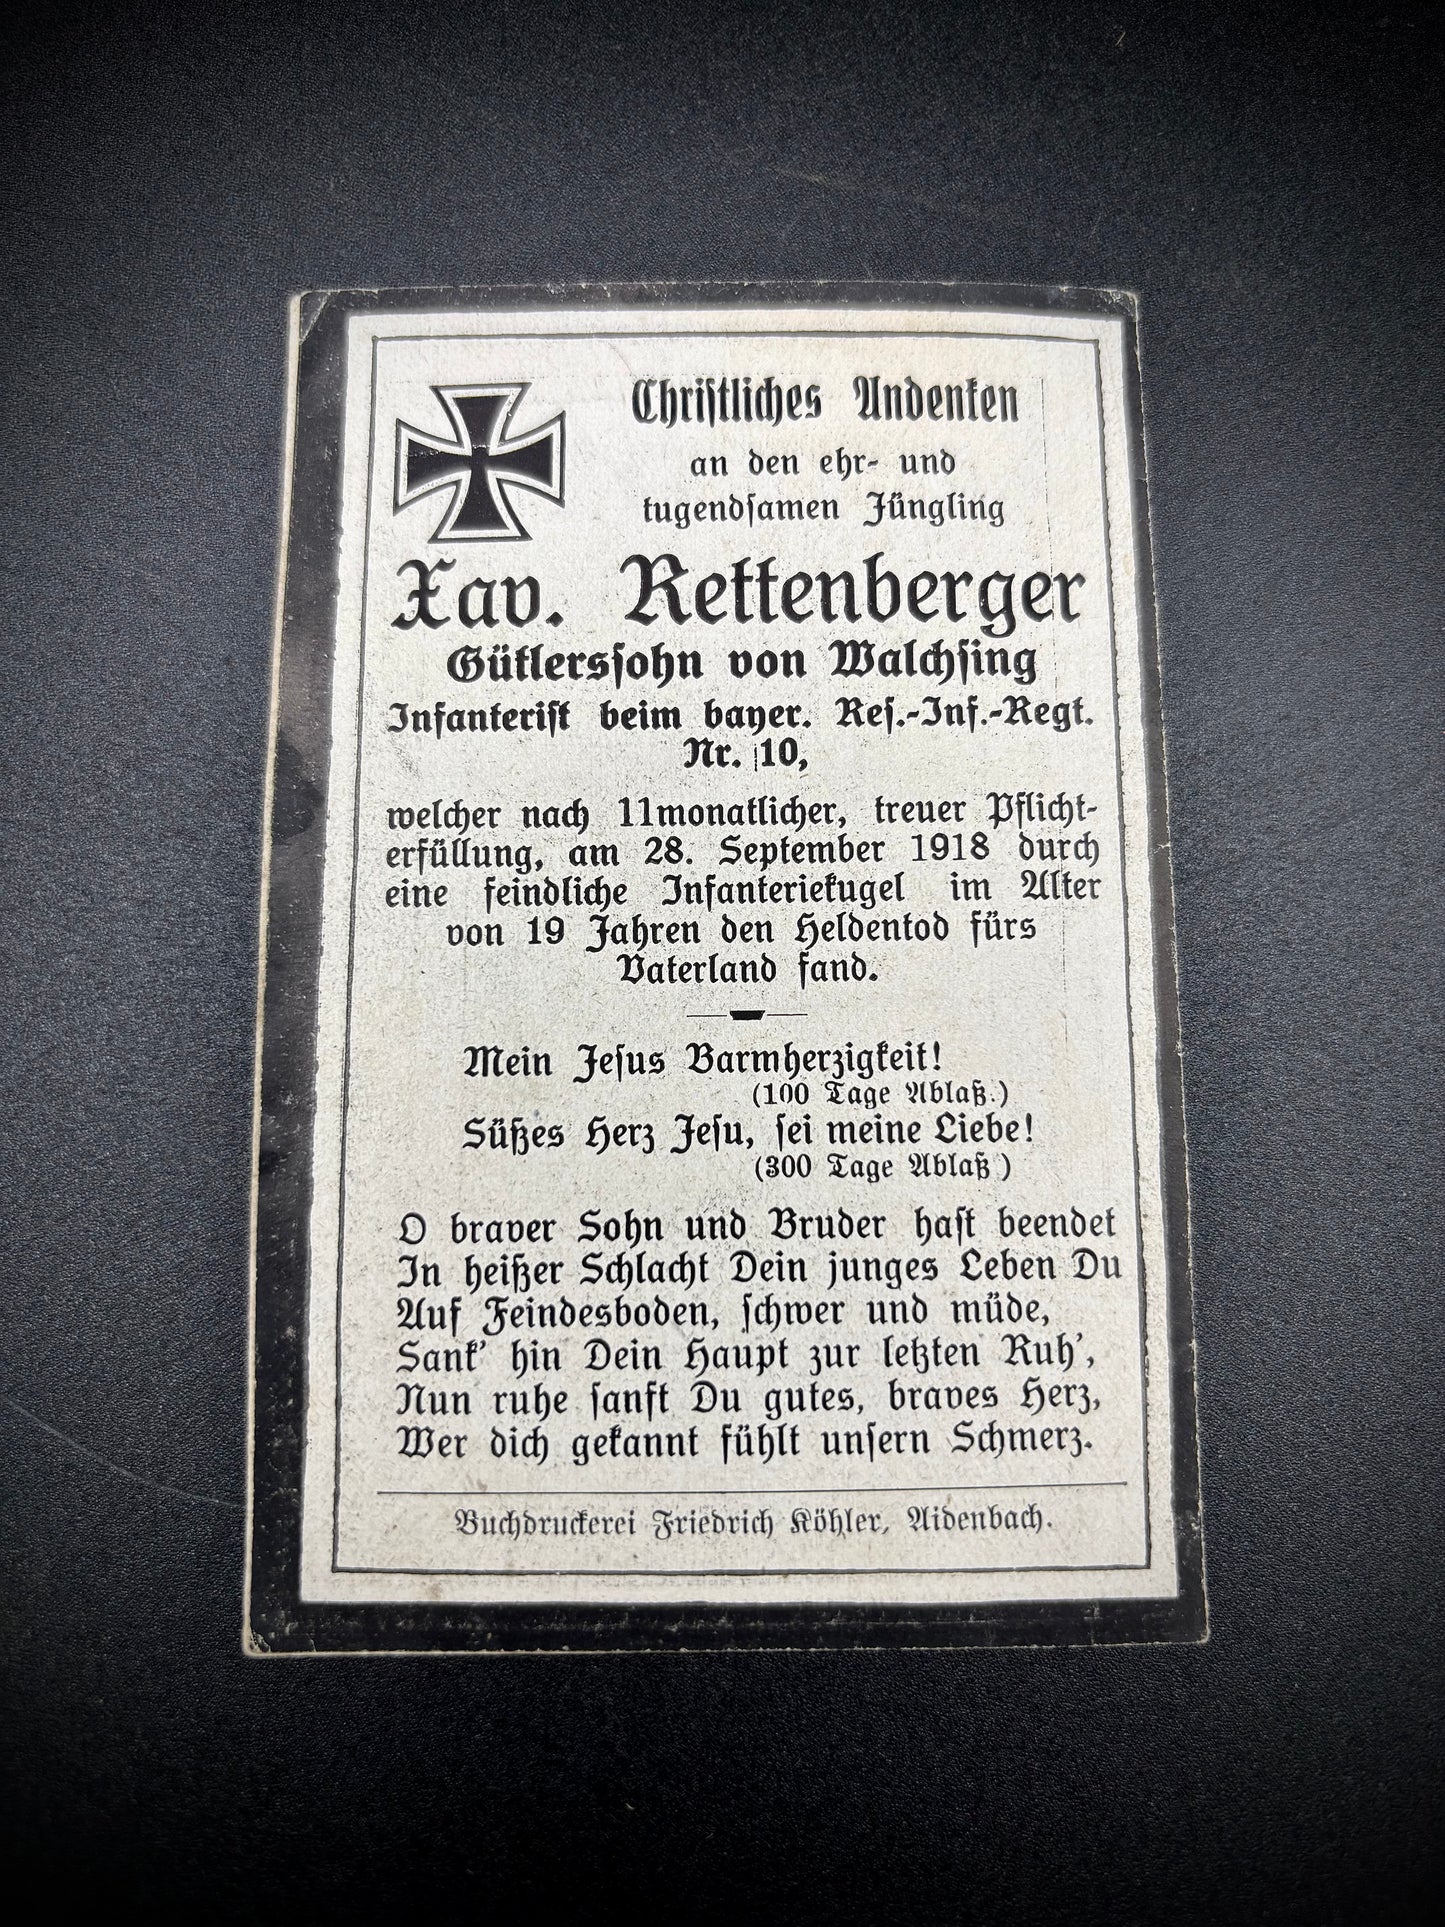 Christliches Andenken
an den ehr- und
tugendsamen Jüngling
Xav. Rettenberger
Gütlerssohn von Walchsing
Infanterist beim bayer. Res.-Inf.-Regt.
Nr. 10,
welcher nach 11monatlicher, treuer Pflicht-
erfüllung, am 28. September 1918 durch
eine feindliche Infanteriekugel im Alter
von 19 Jahren den Heldentod fürs
Vaterland fand.
Mein Jesus Barmherzigkeit!
(100 Tage Ablaß.)
Süßes Herz Jesu, sei meine Liebe!
(300 Tage Ablaß )
O braver Sohn und Bruder hast beendet
In heißer Schlacht Dein junges Leben Du
Auf Feindesboden, schwer und müde,
Sank' hin Dein Haupt zur letzten Ruh',
Nun ruhe sanft Du gutes, braves Herz,
Wer dich gekannt fühlt unsern Schmerz.
Buchdruckerei Friedrich Köhler, Aidenbach.